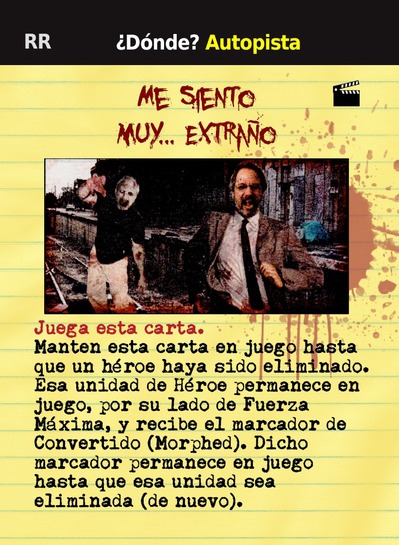 RR
¿Dónde? Autopista
ME SIENTO
MUY... EXTRAÑO
Juega esta carta.
Manten esta carta en juego hasta
que un héroe haya sido eliminado.
Esa unidad de Héroe permanece en
juego, por su lado de Fuerza
Máxima, y recibe el marcador de
Convertido (Morphed). Dicho
marcador permanece en juego
hasta que esa unidad sea
eliminada (de nuevo).